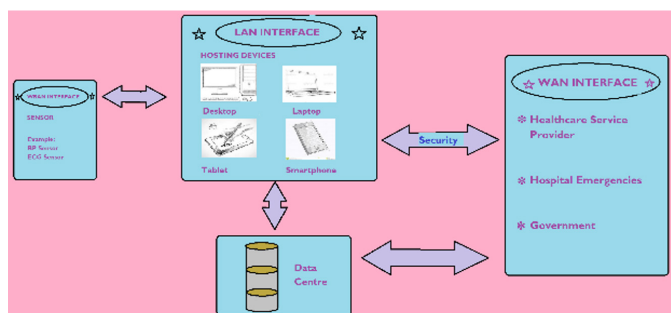 WBAN INTERFACE
SENSOR
Example:
BP Sensor
ECG Sensor
LAN INTERFACE
HOSTING DEVICES
Desktop
Laptop
Tablet
Smartphone
Security
Data
Centre
WAN INTERFACE
Healthcare Service
Provider
Hospital Emergencies
Government